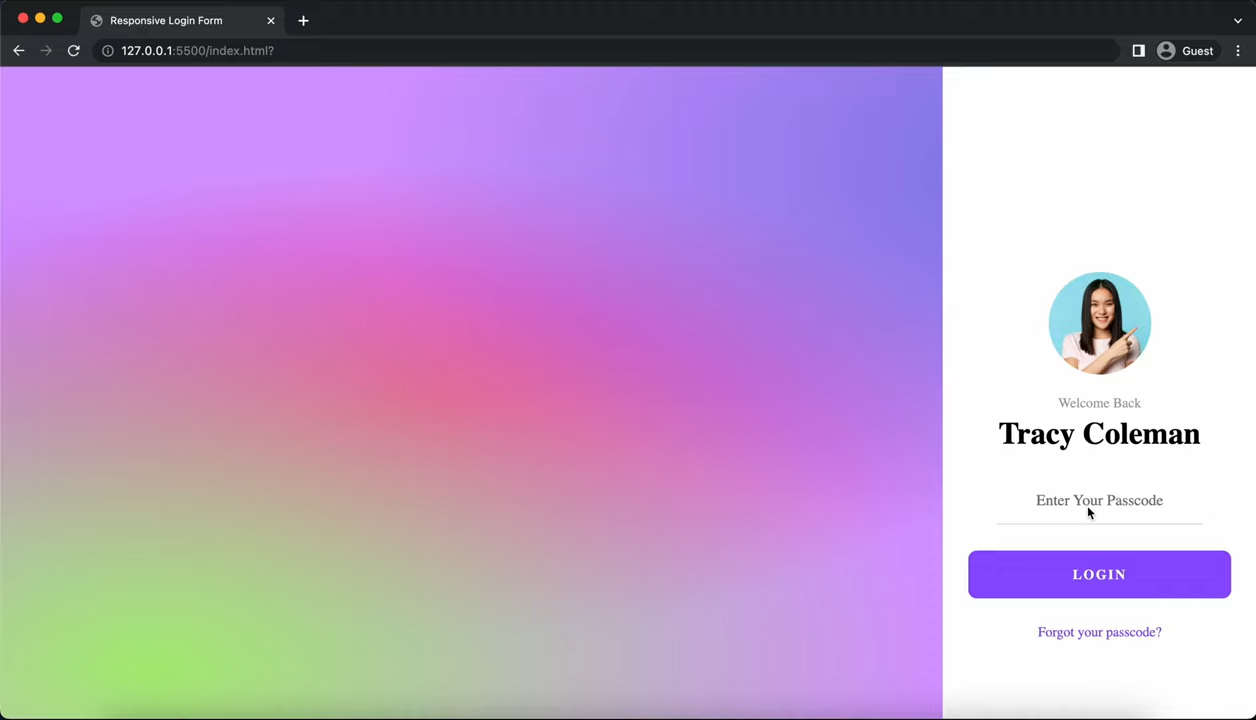 Responsive Login Form
127.0.0.1:5500/index.html?
Guest
Welcome Back
Tracy Coleman
Enter Your Passcode
LOGIN
Forgot your passcode?